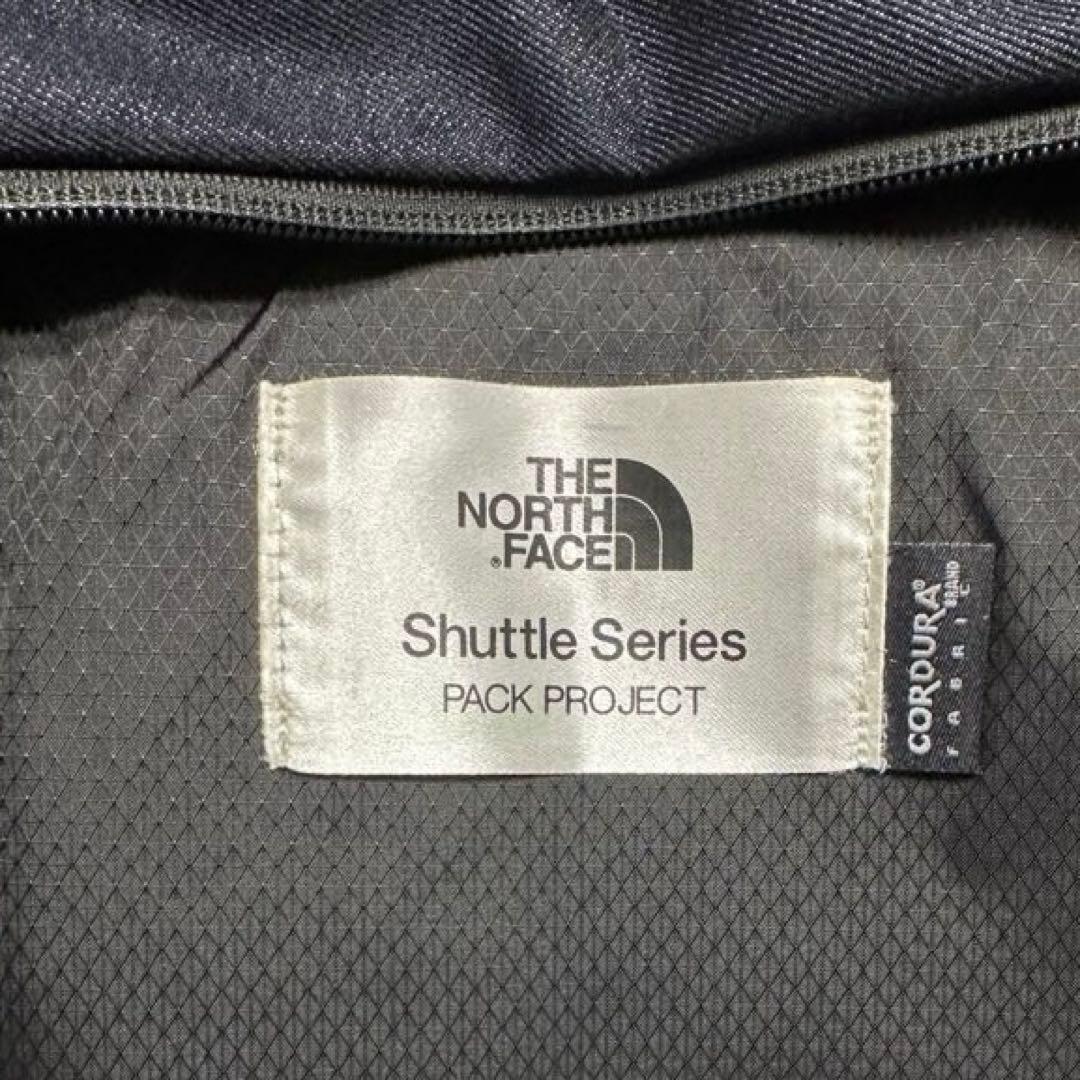 THE
NORTH
FACE®
Shuttle Series
PACK PROJECT
CORDURA®
BRAND
FABRIC